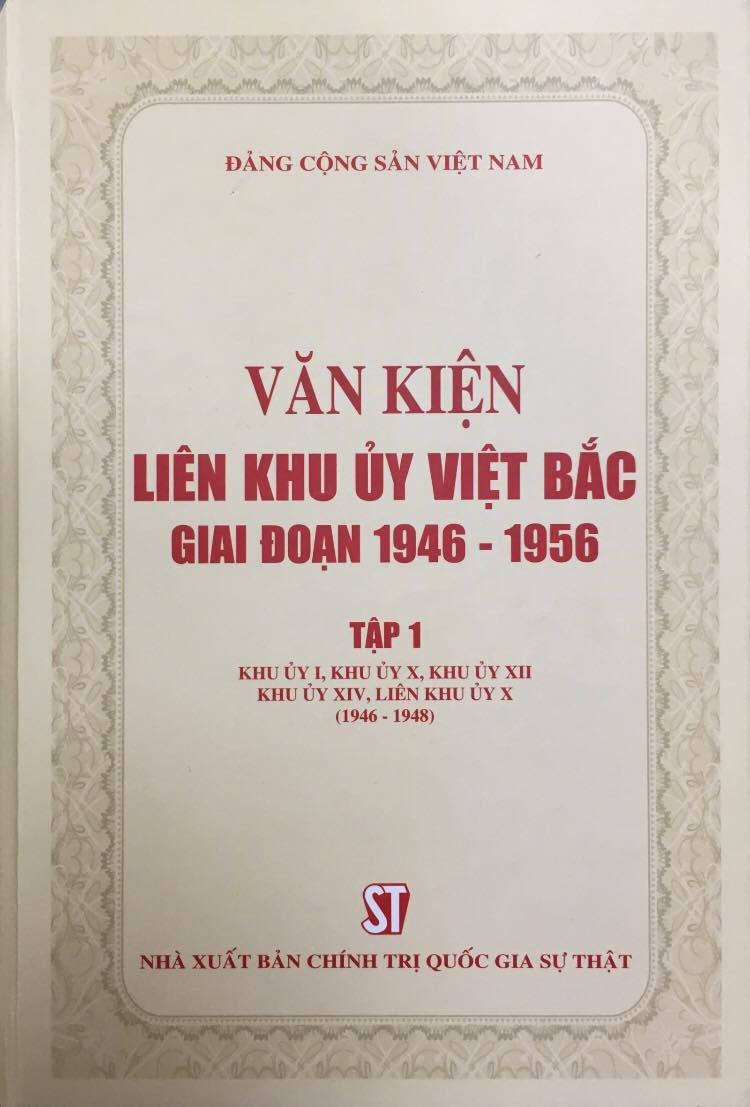 ĐẢNG CỘNG SẢN VIỆT NAM
VĂN KIỆN
LIÊN KHU ỦY VIỆT BẮC
GIAI ĐOẠN 1946 - 1956
TẬP 1
KHU ỦY I, KHU ỦY X, KHU ỦY XII
KHU ỦY XIV, LIÊN KHU ỦY X
(1946 - 1948)
ST
NHÀ XUẤT BẢN CHÍNH TRỊ QUỐC GIA SỰ THẬT